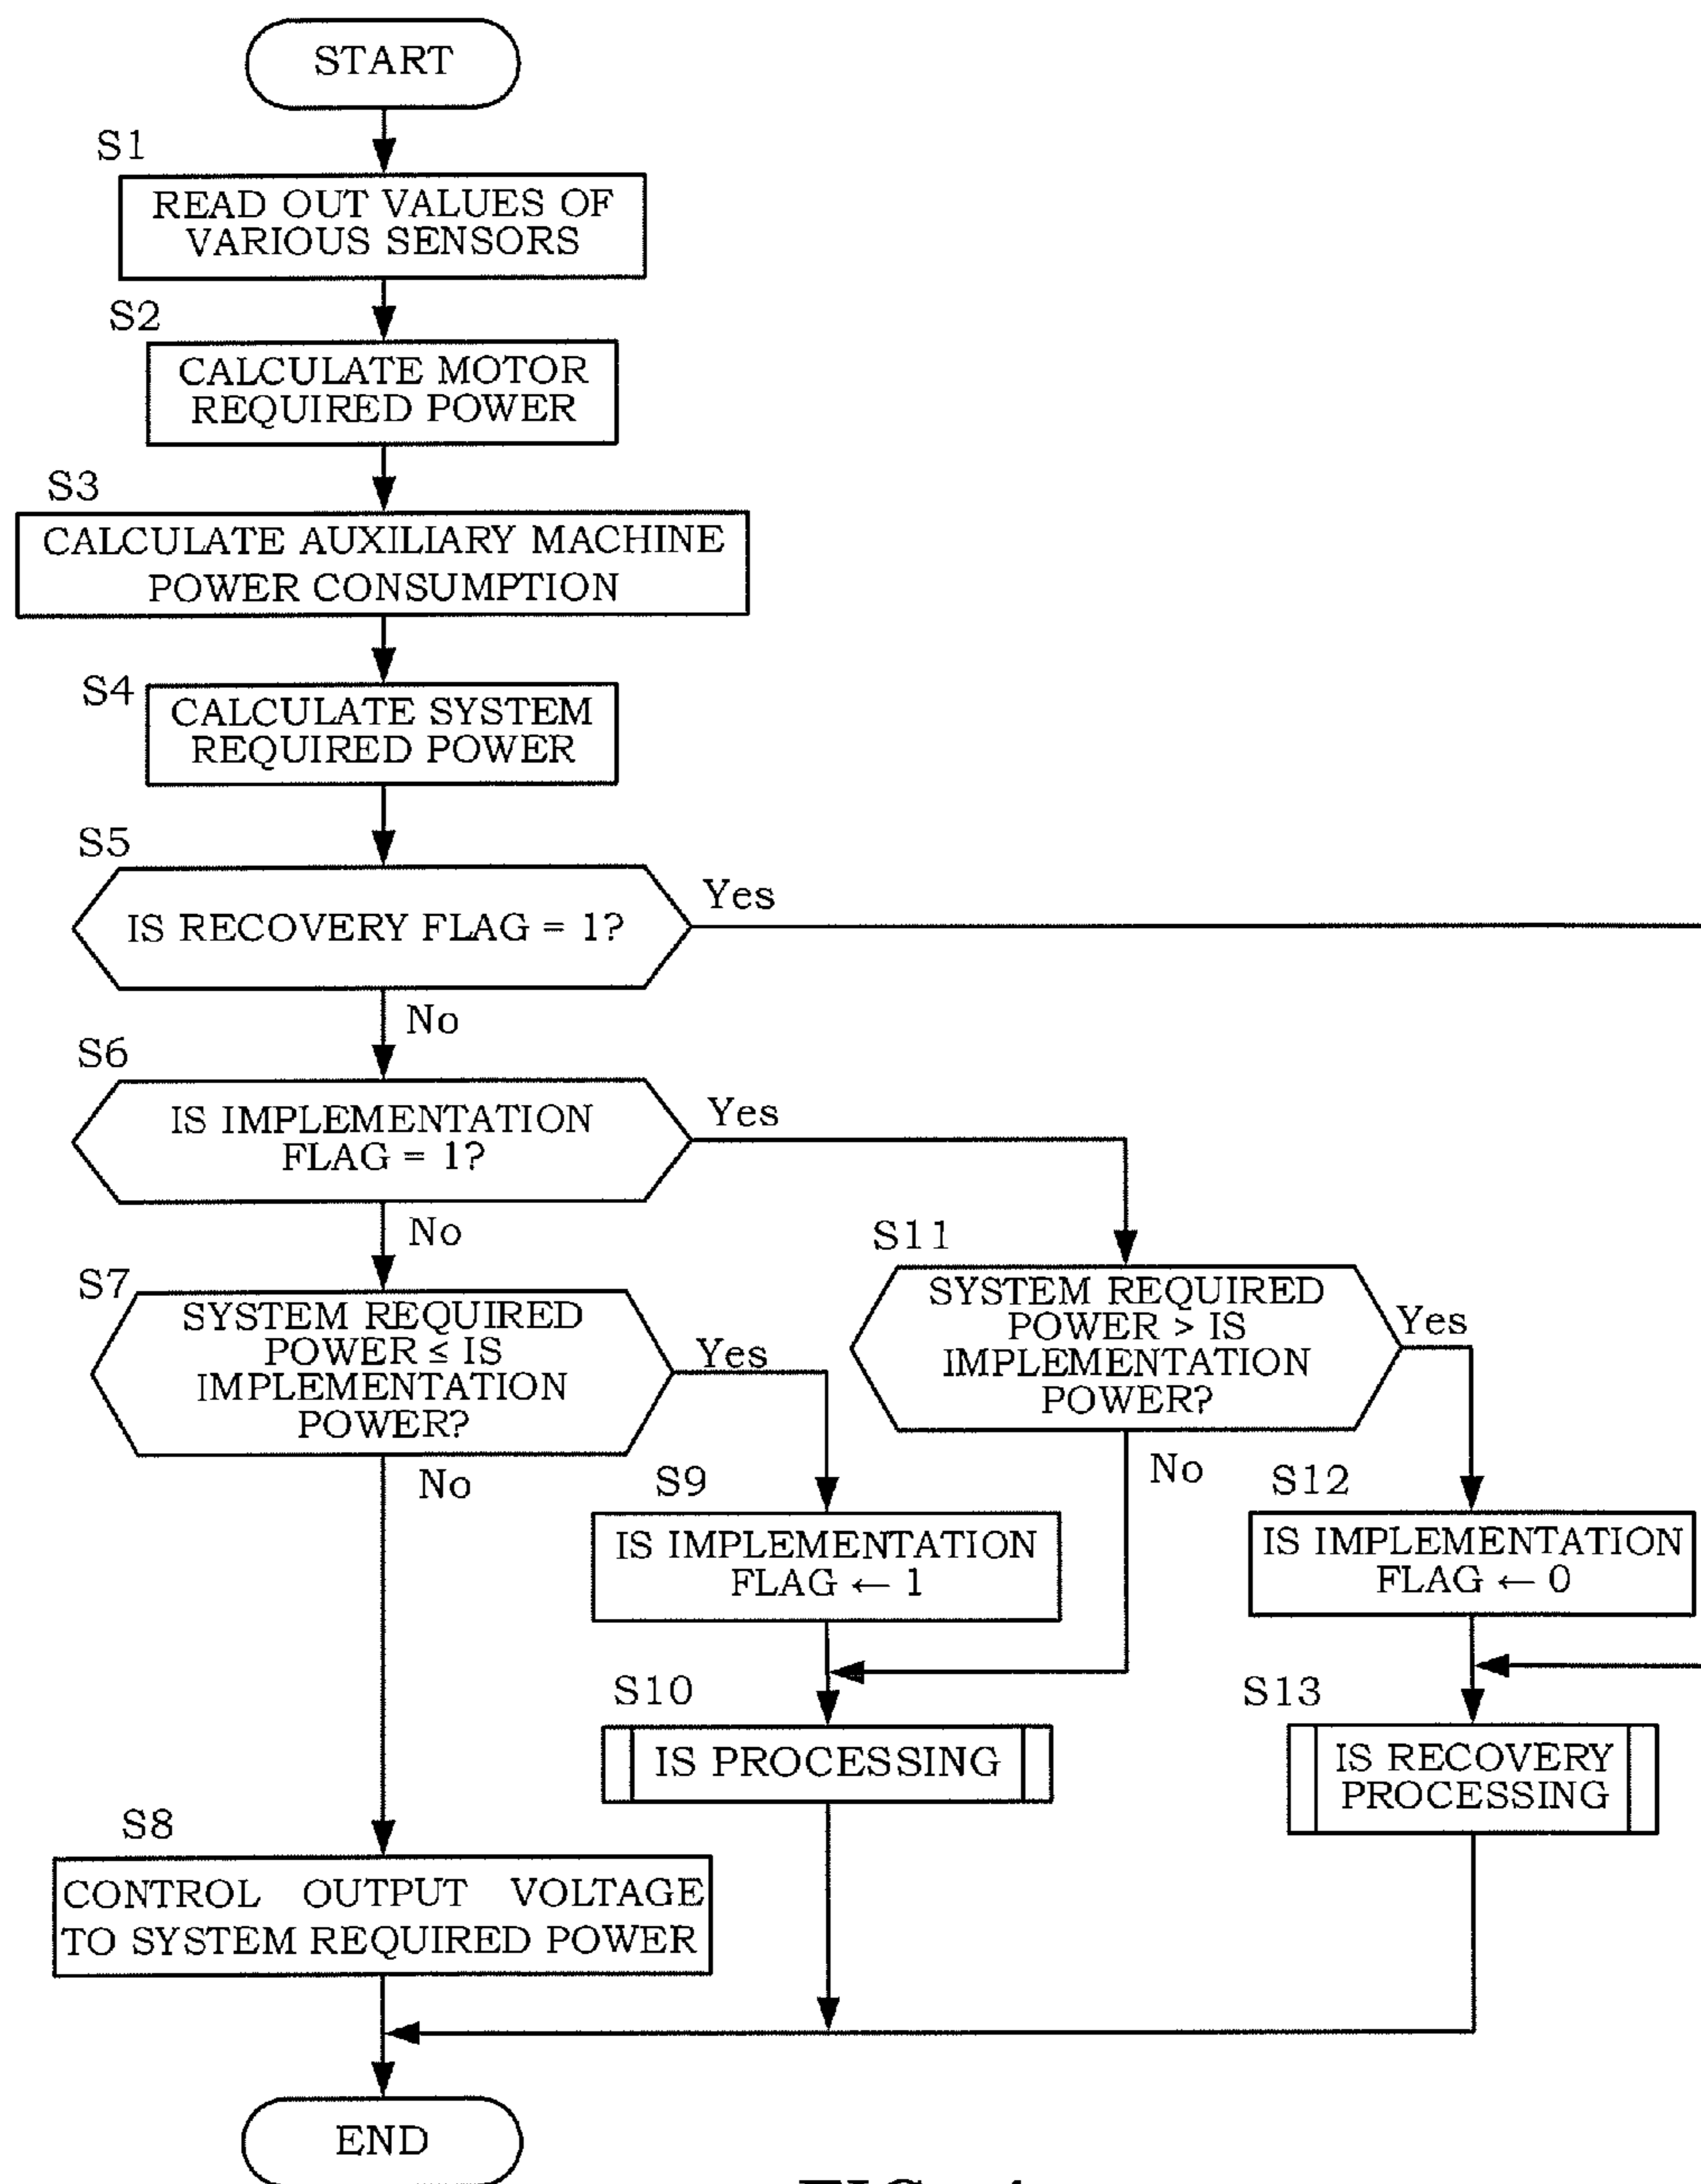 START
S1
READ OUT VALUES OF
VARIOUS SENSORS
S2
CALCULATE MOTOR
REQUIRED POWER
S3
CALCULATE AUXILIARY MACHINE
POWER CONSUMPTION
S4
CALCULATE SYSTEM
REQUIRED POWER
S5
IS RECOVERY FLAG = 1?
Yes
No
S6
IS IMPLEMENTATION
FLAG = 1?
Yes
No
S7
SYSTEM REQUIRED
POWER ≤ IS
IMPLEMENTATION
POWER?
Yes
No
S11
SYSTEM REQUIRED
POWER > IS
IMPLEMENTATION
POWER?
Yes
No
S9
IS IMPLEMENTATION
FLAG ← 1
S12
IS IMPLEMENTATION
FLAG ← 0
S10
IS PROCESSING
S13
IS RECOVERY
PROCESSING
S8
CONTROL OUTPUT VOLTAGE
TO SYSTEM REQUIRED POWER
END